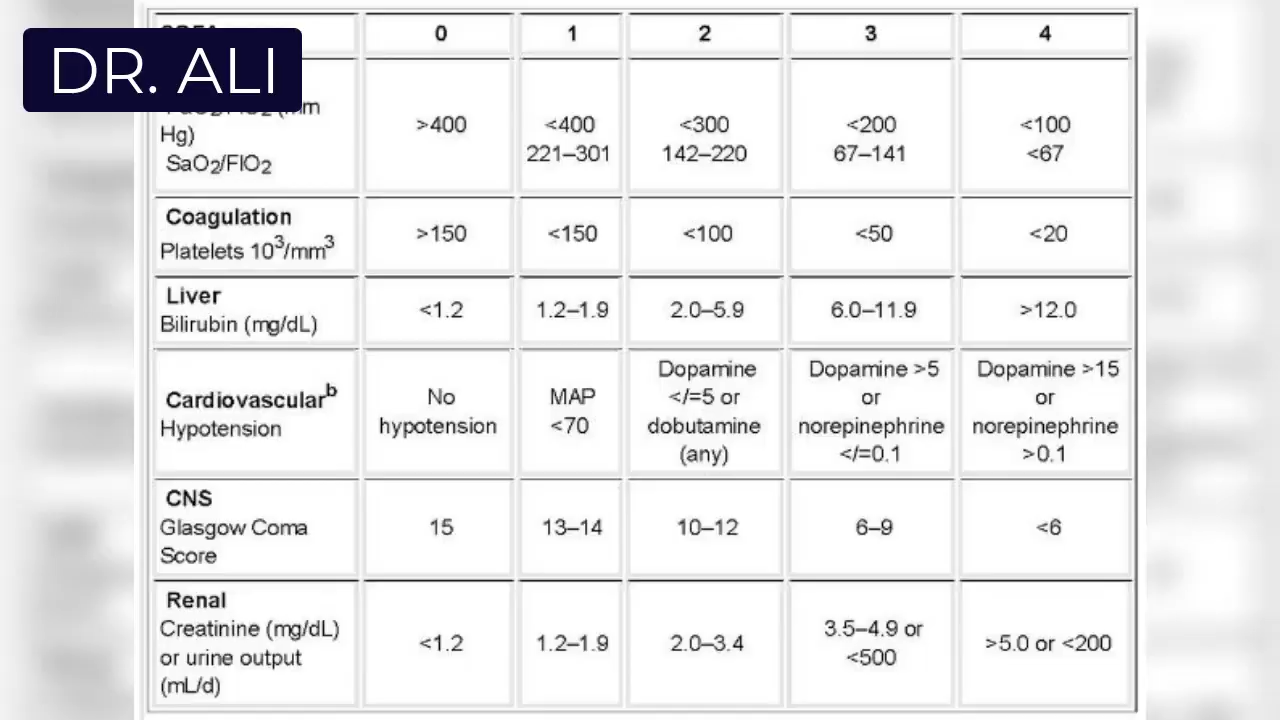 DR. ALI
0 1 2 3 4
Hg)
SaO2/FIO2
>400
<400
221–301
<300
142–220
<200
67–141
<100
<67
Coagulation
Platelets 10³/mm³
>150
<150
<100
<50
<20
Liver
Bilirubin (mg/dL)
<1.2
1.2–1.9
2.0–5.9
6.0–11.9
>12.0
Cardiovascularᵇ
Hypotension
No
hypotension
MAP
<70
Dopamine
</=5 or
dobutamine
(any)
Dopamine >5
or
norepinephrine
</=0.1
Dopamine >15
or
norepinephrine
>0.1
CNS
Glasgow Coma
Score
15
13–14
10–12
6–9
<6
Renal
Creatinine (mg/dL)
or urine output
(mL/d)
<1.2
1.2–1.9
2.0–3.4
3.5–4.9 or
<500
>5.0 or <200